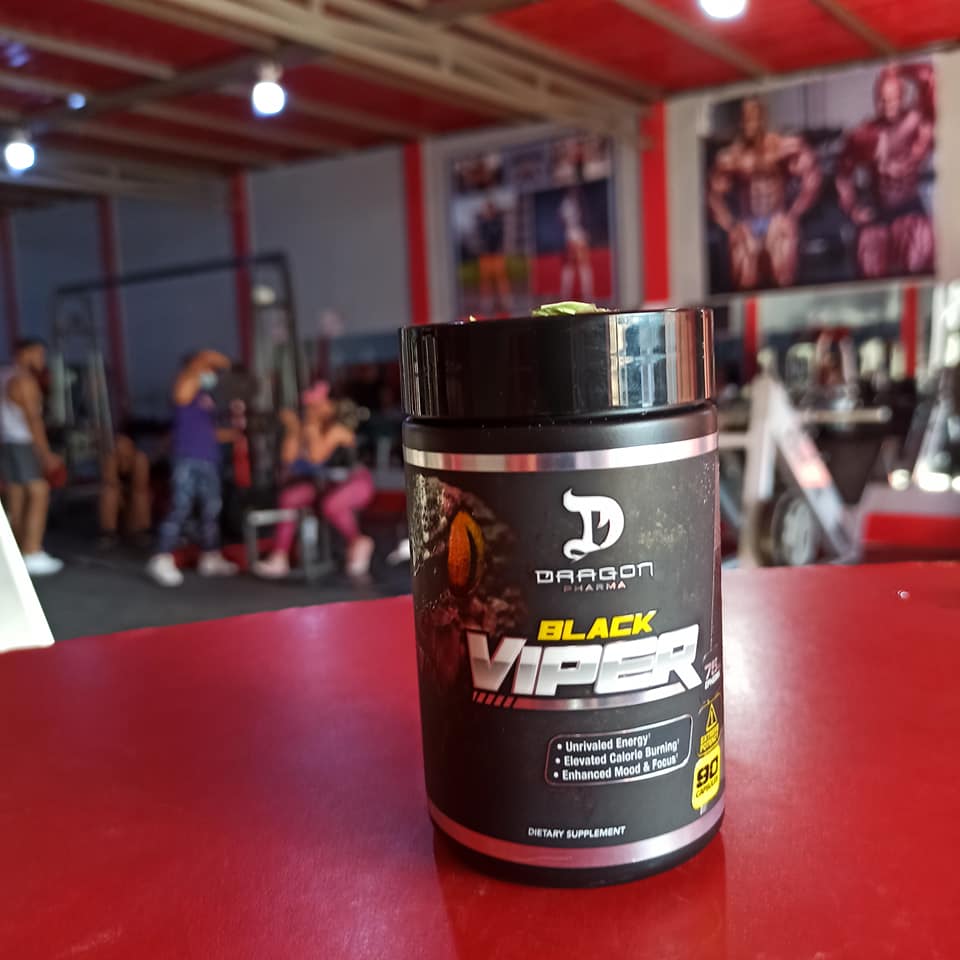 DRAGON
PHARMA
BLACK
VIPER
• Unrivaled Energy†
• Elevated Calorie Burning†
• Enhanced Mood & Focus†
90
CAPSULES
DIETARY SUPPLEMENT